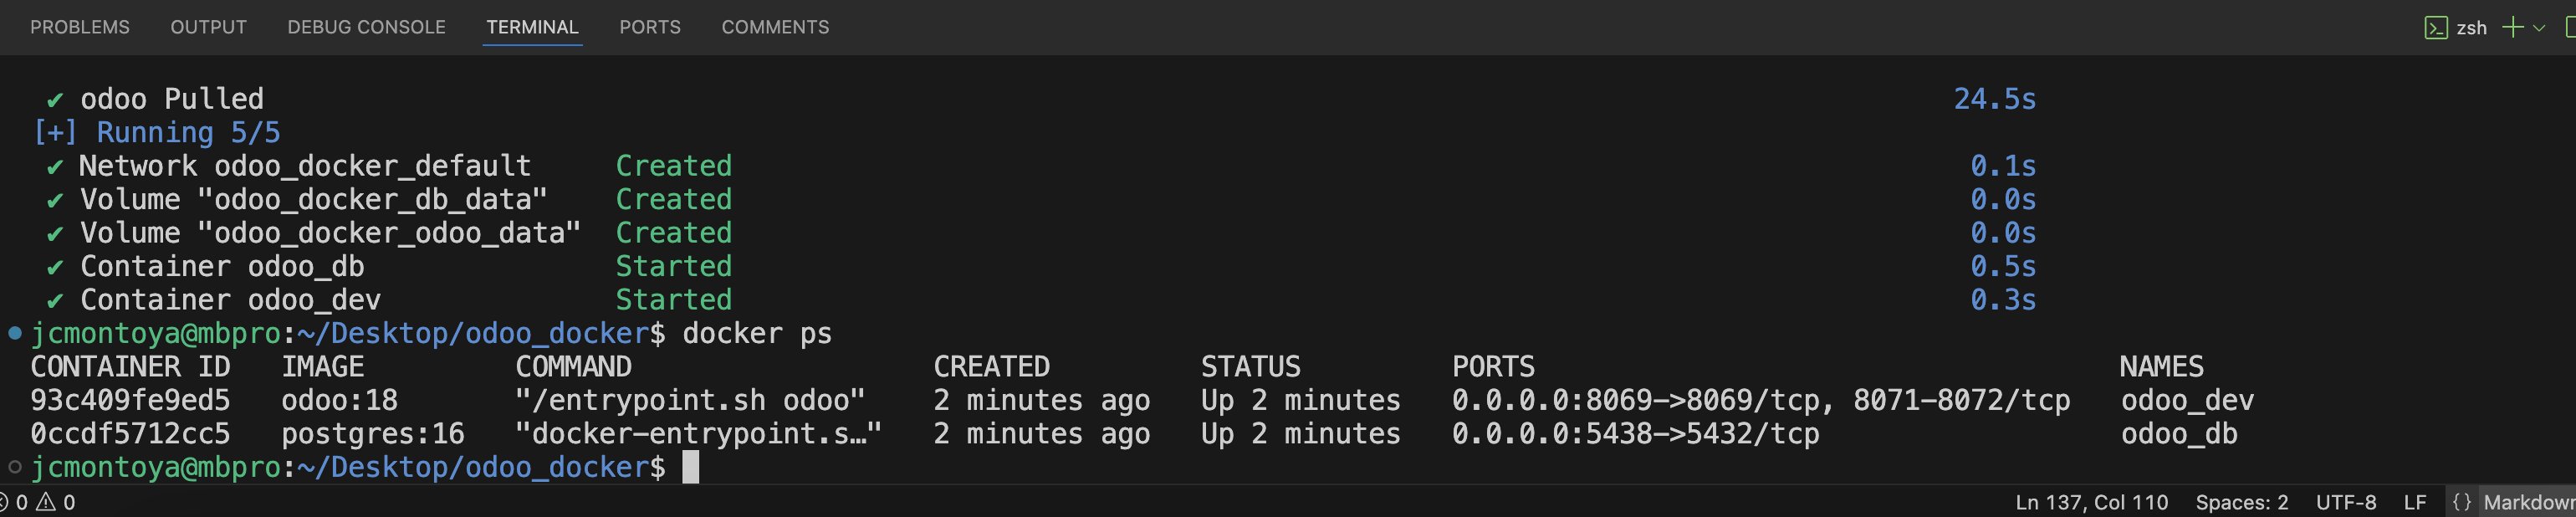 PROBLEMS OUTPUT DEBUG CONSOLE TERMINAL PORTS COMMENTS zsh
✔ odoo Pulled 24.5s
[+] Running 5/5
✔ Network odoo_docker_default Created 0.1s
✔ Volume "odoo_docker_db_data" Created 0.0s
✔ Volume "odoo_docker_odoo_data" Created 0.0s
✔ Container odoo_db Started 0.5s
✔ Container odoo_dev Started 0.3s
jcmontoya@mbpro:~/Desktop/odoo_docker$ docker ps
CONTAINER ID IMAGE COMMAND CREATED STATUS PORTS NAMES
93c409fe9ed5 odoo:18 "/entrypoint.sh odoo" 2 minutes ago Up 2 minutes 0.0.0.0:8069->8069/tcp, 8071-8072/tcp odoo_dev
0ccdf5712cc5 postgres:16 "docker-entrypoint.s…" 2 minutes ago Up 2 minutes 0.0.0.0:5438->5432/tcp odoo_db
jcmontoya@mbpro:~/Desktop/odoo_docker$
0 0 Ln 137, Col 110 Spaces: 2 UTF-8 LF {} Markdow